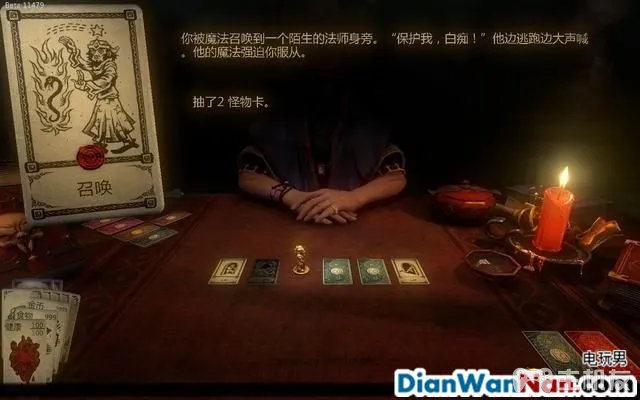 Beta 11479
你被魔法召唤到一个陌生的法师身旁。“保护我，白痴！”他边逃跑边大声喊
。他的魔法强迫你服从。
抽了2 怪物卡。
召唤
金币
食物 999
健康 100
100
电玩男
DianWanNan.com